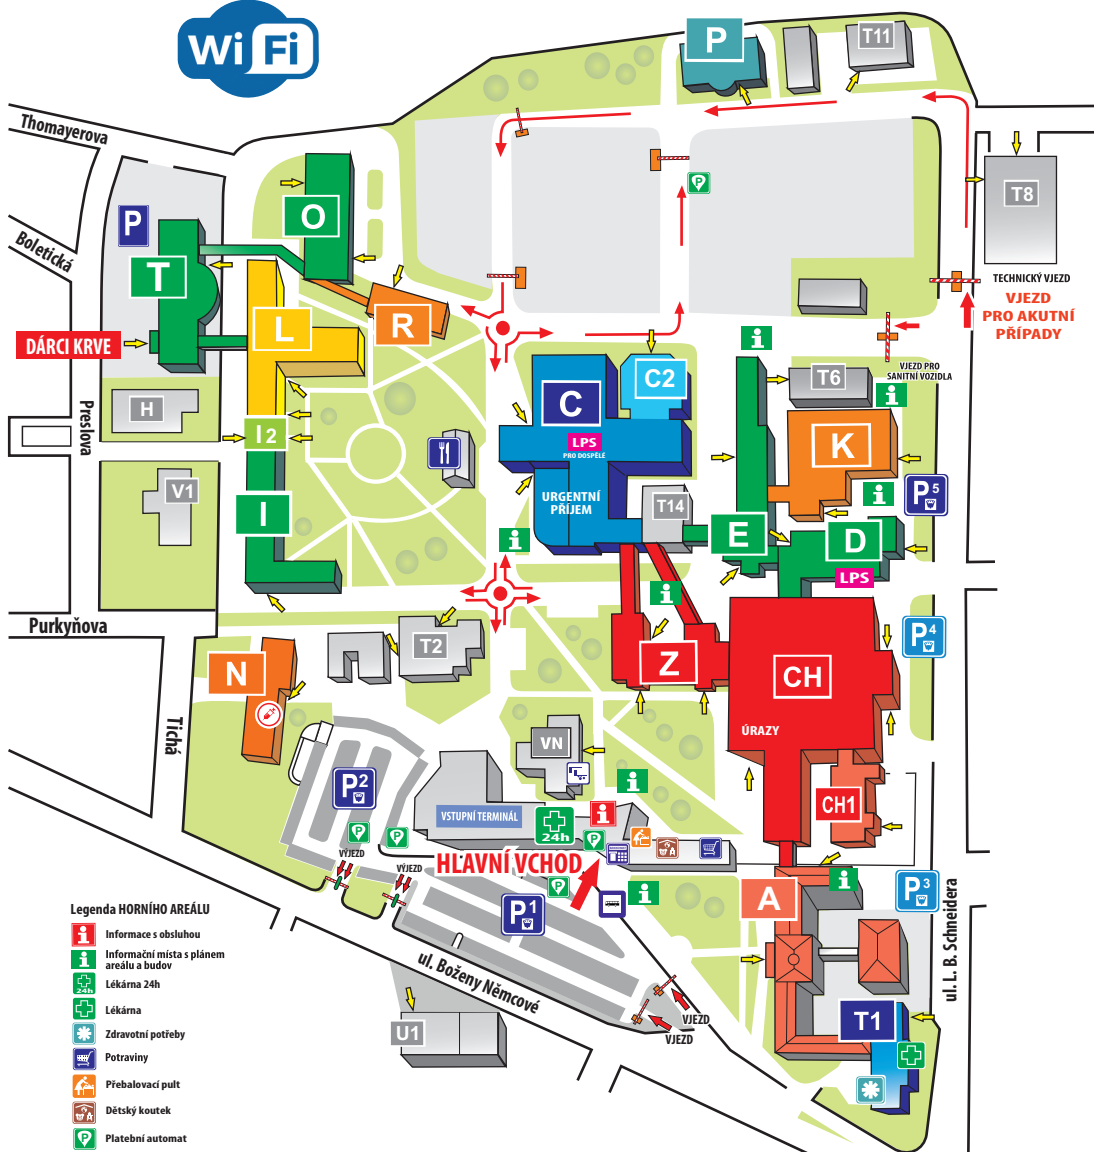 WiFi
P
T11
Thomayerova
T8
P
O
Boletická
T
TECHNICKÝ VJEZD
VJEZD
PRO AKUTNÍ
PŘÍPADY
L
R
DÁRCI KRVE
VJEZD PRO
SANITNÍ VOZIDLA
C2
T6
C
H
Preslova
I2
LPS
PRO DOSPĚLÉ
K
V1
URGENTNÍ
PŘÍJEM
T14
P5
I
E
D
LPS
Purkyňova
T2
P4
N
Z
CH
Tichá
ÚRAZY
VN
P2
CH1
VSTUPNÍ TERMINÁL
24h
P
P
P
VÝJEZD
VÝJEZD
HLAVNÍ VCHOD
P
P1
A
P3
ul. L. B. Schneidera
ul. Boženy Němcové
T1
U1
VJEZD
VJEZD
Legenda HORNÍHO AREÁLU
Informace s obsluhou
Informační místa s plánem
areálu a budov
24h
Lékárna 24h
Lékárna
Zdravotní potřeby
Potraviny
Přebalovací pult
Dětský koutek
P
Platební automat